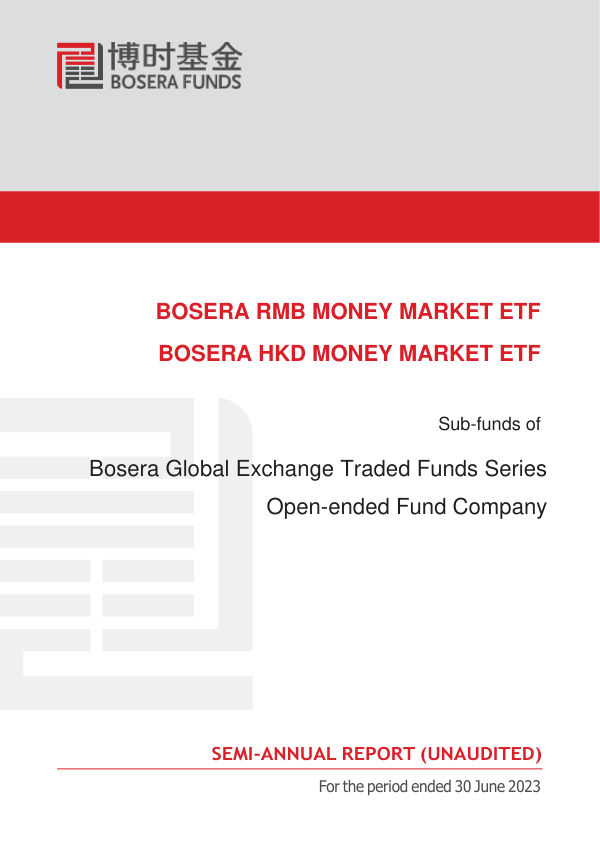 博时基金
BOSERA FUNDS
BOSERA RMB MONEY MARKET ETF
BOSERA HKD MONEY MARKET ETF
Sub-funds of
Bosera Global Exchange Traded Funds Series
Open-ended Fund Company
SEMI-ANNUAL REPORT (UNAUDITED)
For the period ended 30 June 2023